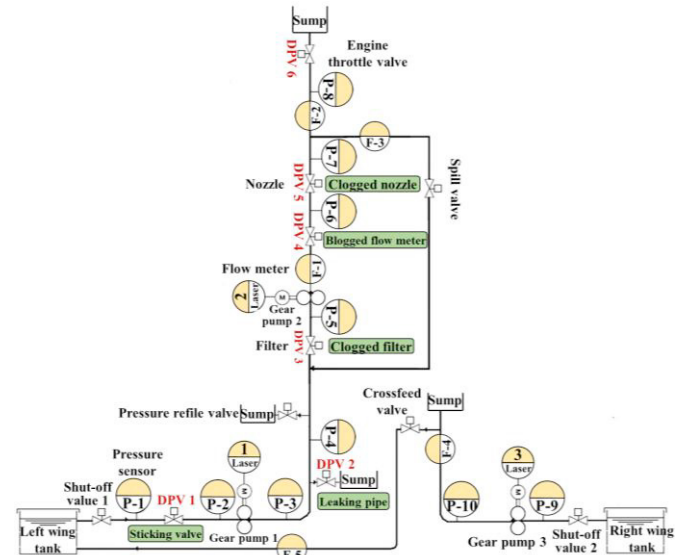 Sump
DPV 6
Engine
throttle valve
P-8
F-2
F-3
P-7
Nozzle
DPV 5
Clogged nozzle
Spill valve
P-6
DPV 4
Blogged flow meter
Flow meter
F-1
2
Laser
M
Gear
pump 2
P-5
Filter
DPV 3
Clogged filter
Pressure refile valve
Sump
Crossfeed
valve
Sump
P-4
F-4
Pressure
sensor
1
Laser
M
DPV 2
Sump
Leaking pipe
3
Laser
M
Shut-off
value 1
P-1
DPV 1
P-2
P-3
P-10
P-9
Left wing
tank
Sticking valve
Gear pump 1
F-5
Gear pump 3
Shut-off
value 2
Right wing
tank